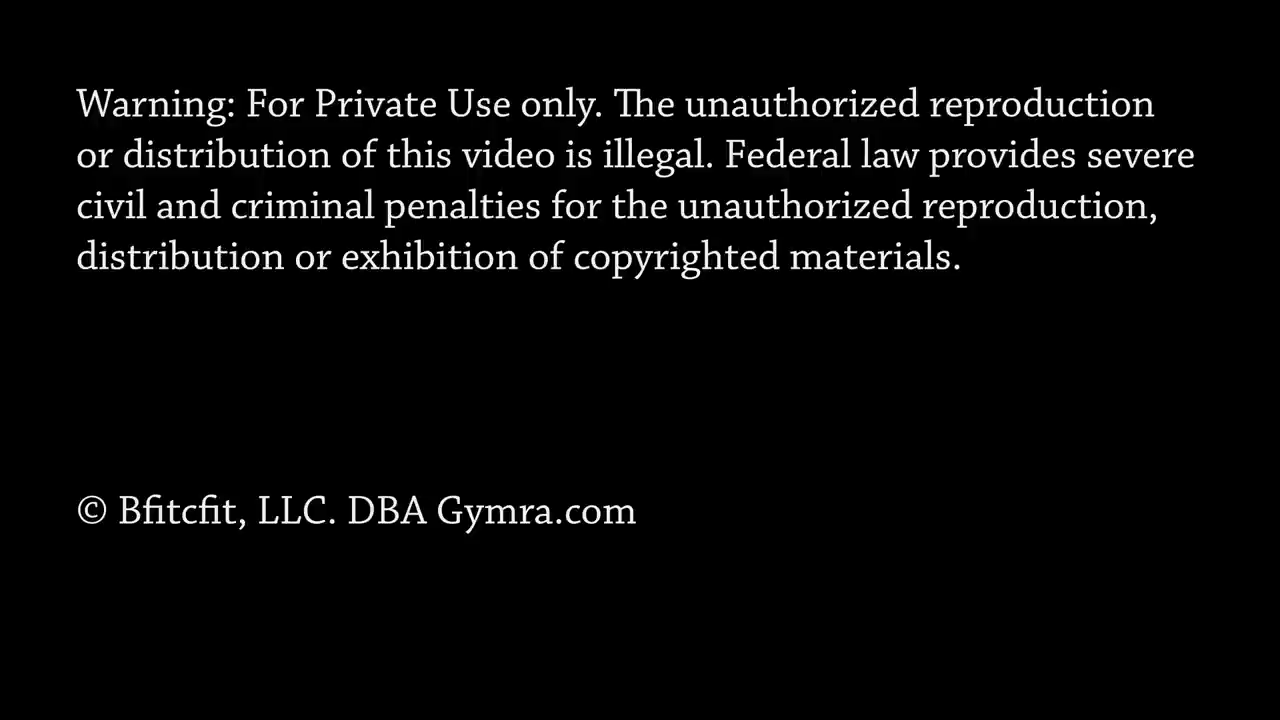 Warning: For Private Use only. The unauthorized reproduction
or distribution of this video is illegal. Federal law provides severe
civil and criminal penalties for the unauthorized reproduction,
distribution or exhibition of copyrighted materials.
© Bfitcfit, LLC. DBA Gymra.com